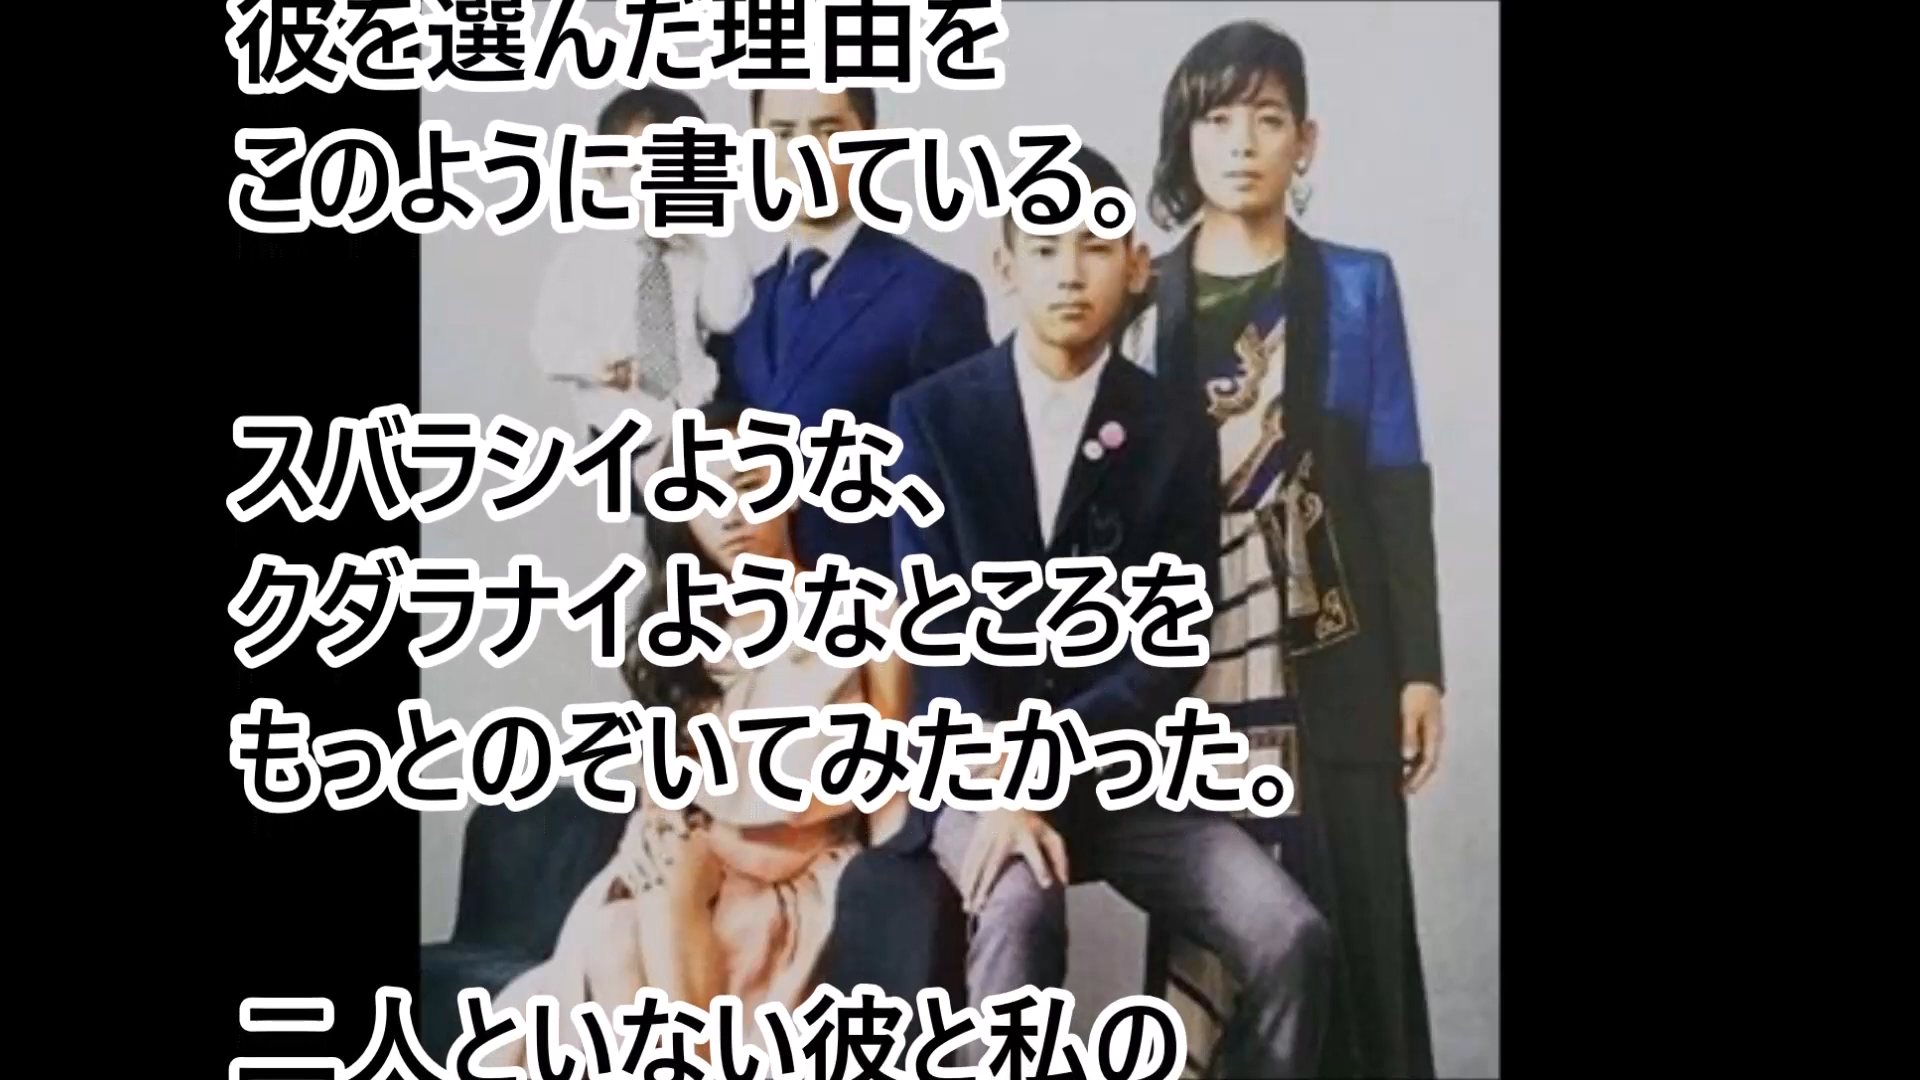 彼を選んだ理由を
このように書いている。
スバラシイような、
クダラナイようなところを
もっとのぞいてみたかった。
二人といない彼と私の